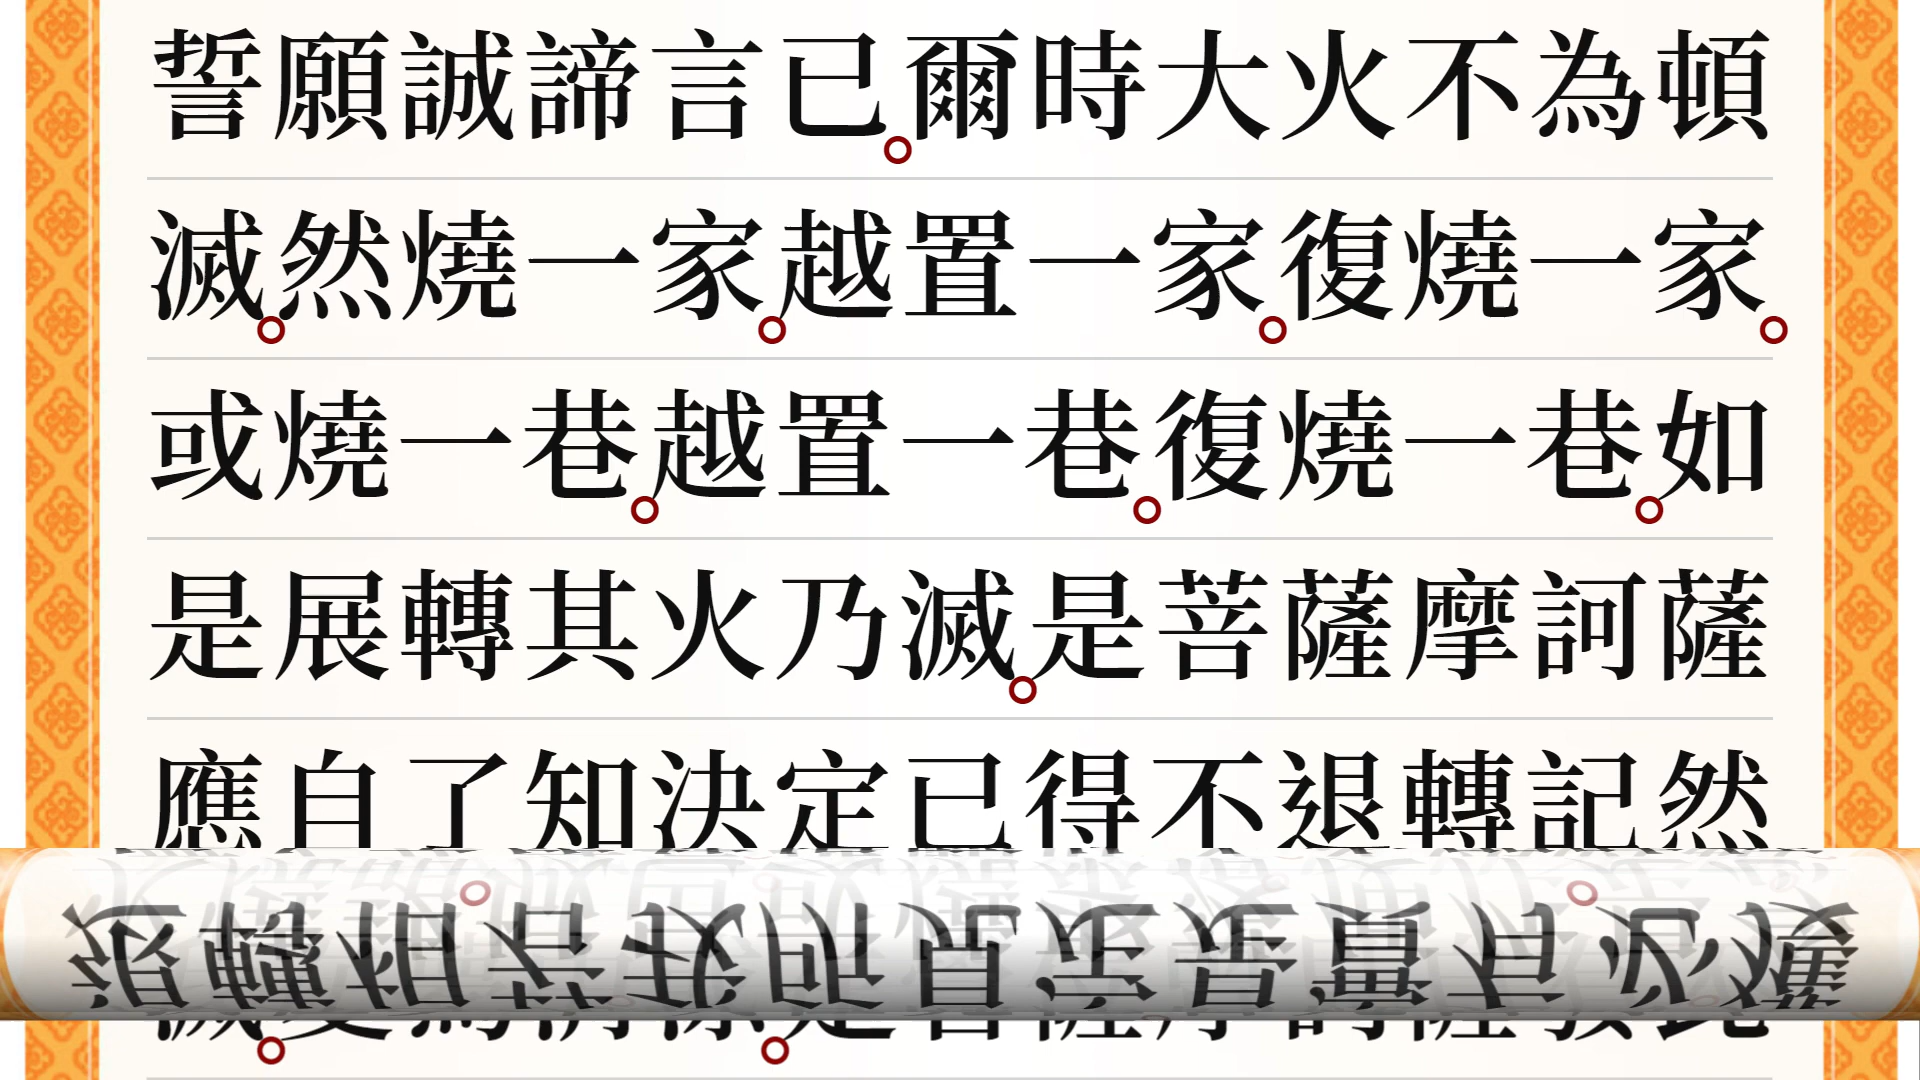 誓願誠諦言已。爾時大火不為頓
滅。然燒一家。越置一家。復燒一家。
或燒一巷。越置一巷。復燒一巷。如
是展轉其火乃滅。是菩薩摩訶薩
應自了知決定已得不退轉記然